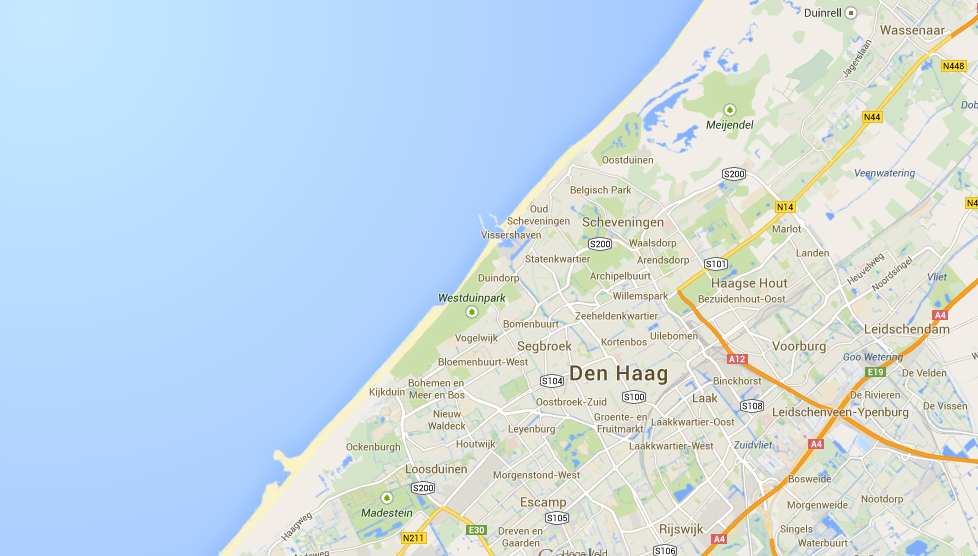 Duinrell
Wassenaar
Jagerslaan
N448
N44
Meijendel
Oostduinen
S200
Veenwatering
Belgisch Park
N14
Oud
Scheveningen
Scheveningen
Vissershaven
Marlot
S200
Waalsdorp
Landen
Statenkwartier
Arendsdorp
S101
Heuvelweg
Noordsingel
Duindorp
Archipelbuurt
Vliet
Haagse Hout
Westduinpark
Willemspark
Bezuidenhout-Oost
A4
Zeeheldenkwartier
Bomenbuurt
Leidschendam
Vogelwijk
Segbroek
Kortenbos
Uilebomen
Voorburg
Goo Wetering
A12
Bloemenbuurt-West
Den Haag
E19
De Velden
Bohemen en
Meer en Bos
S104
Binckhorst
Kijkduin
S100
Laak
De Rivieren
Oostbroek-Zuid
S108
De Vissen
Leidschenveen-Ypenburg
Nieuw
Waldeck
Groente- en
Fruitmarkt
Laakkwartier-Oost
Leyenburg
Ockenburgh
Houtwijk
Laakkwartier-West
Zuidvliet
A4
Loosduinen
Morgenstond-West
Bosweide
S200
Madestein
Escamp
Morgenweide
Nootdorp
S105
Haagweg
E30
Dreven en
Gaarden
Rijswijk
Singels
N211
A4
Waterbuurt
S106